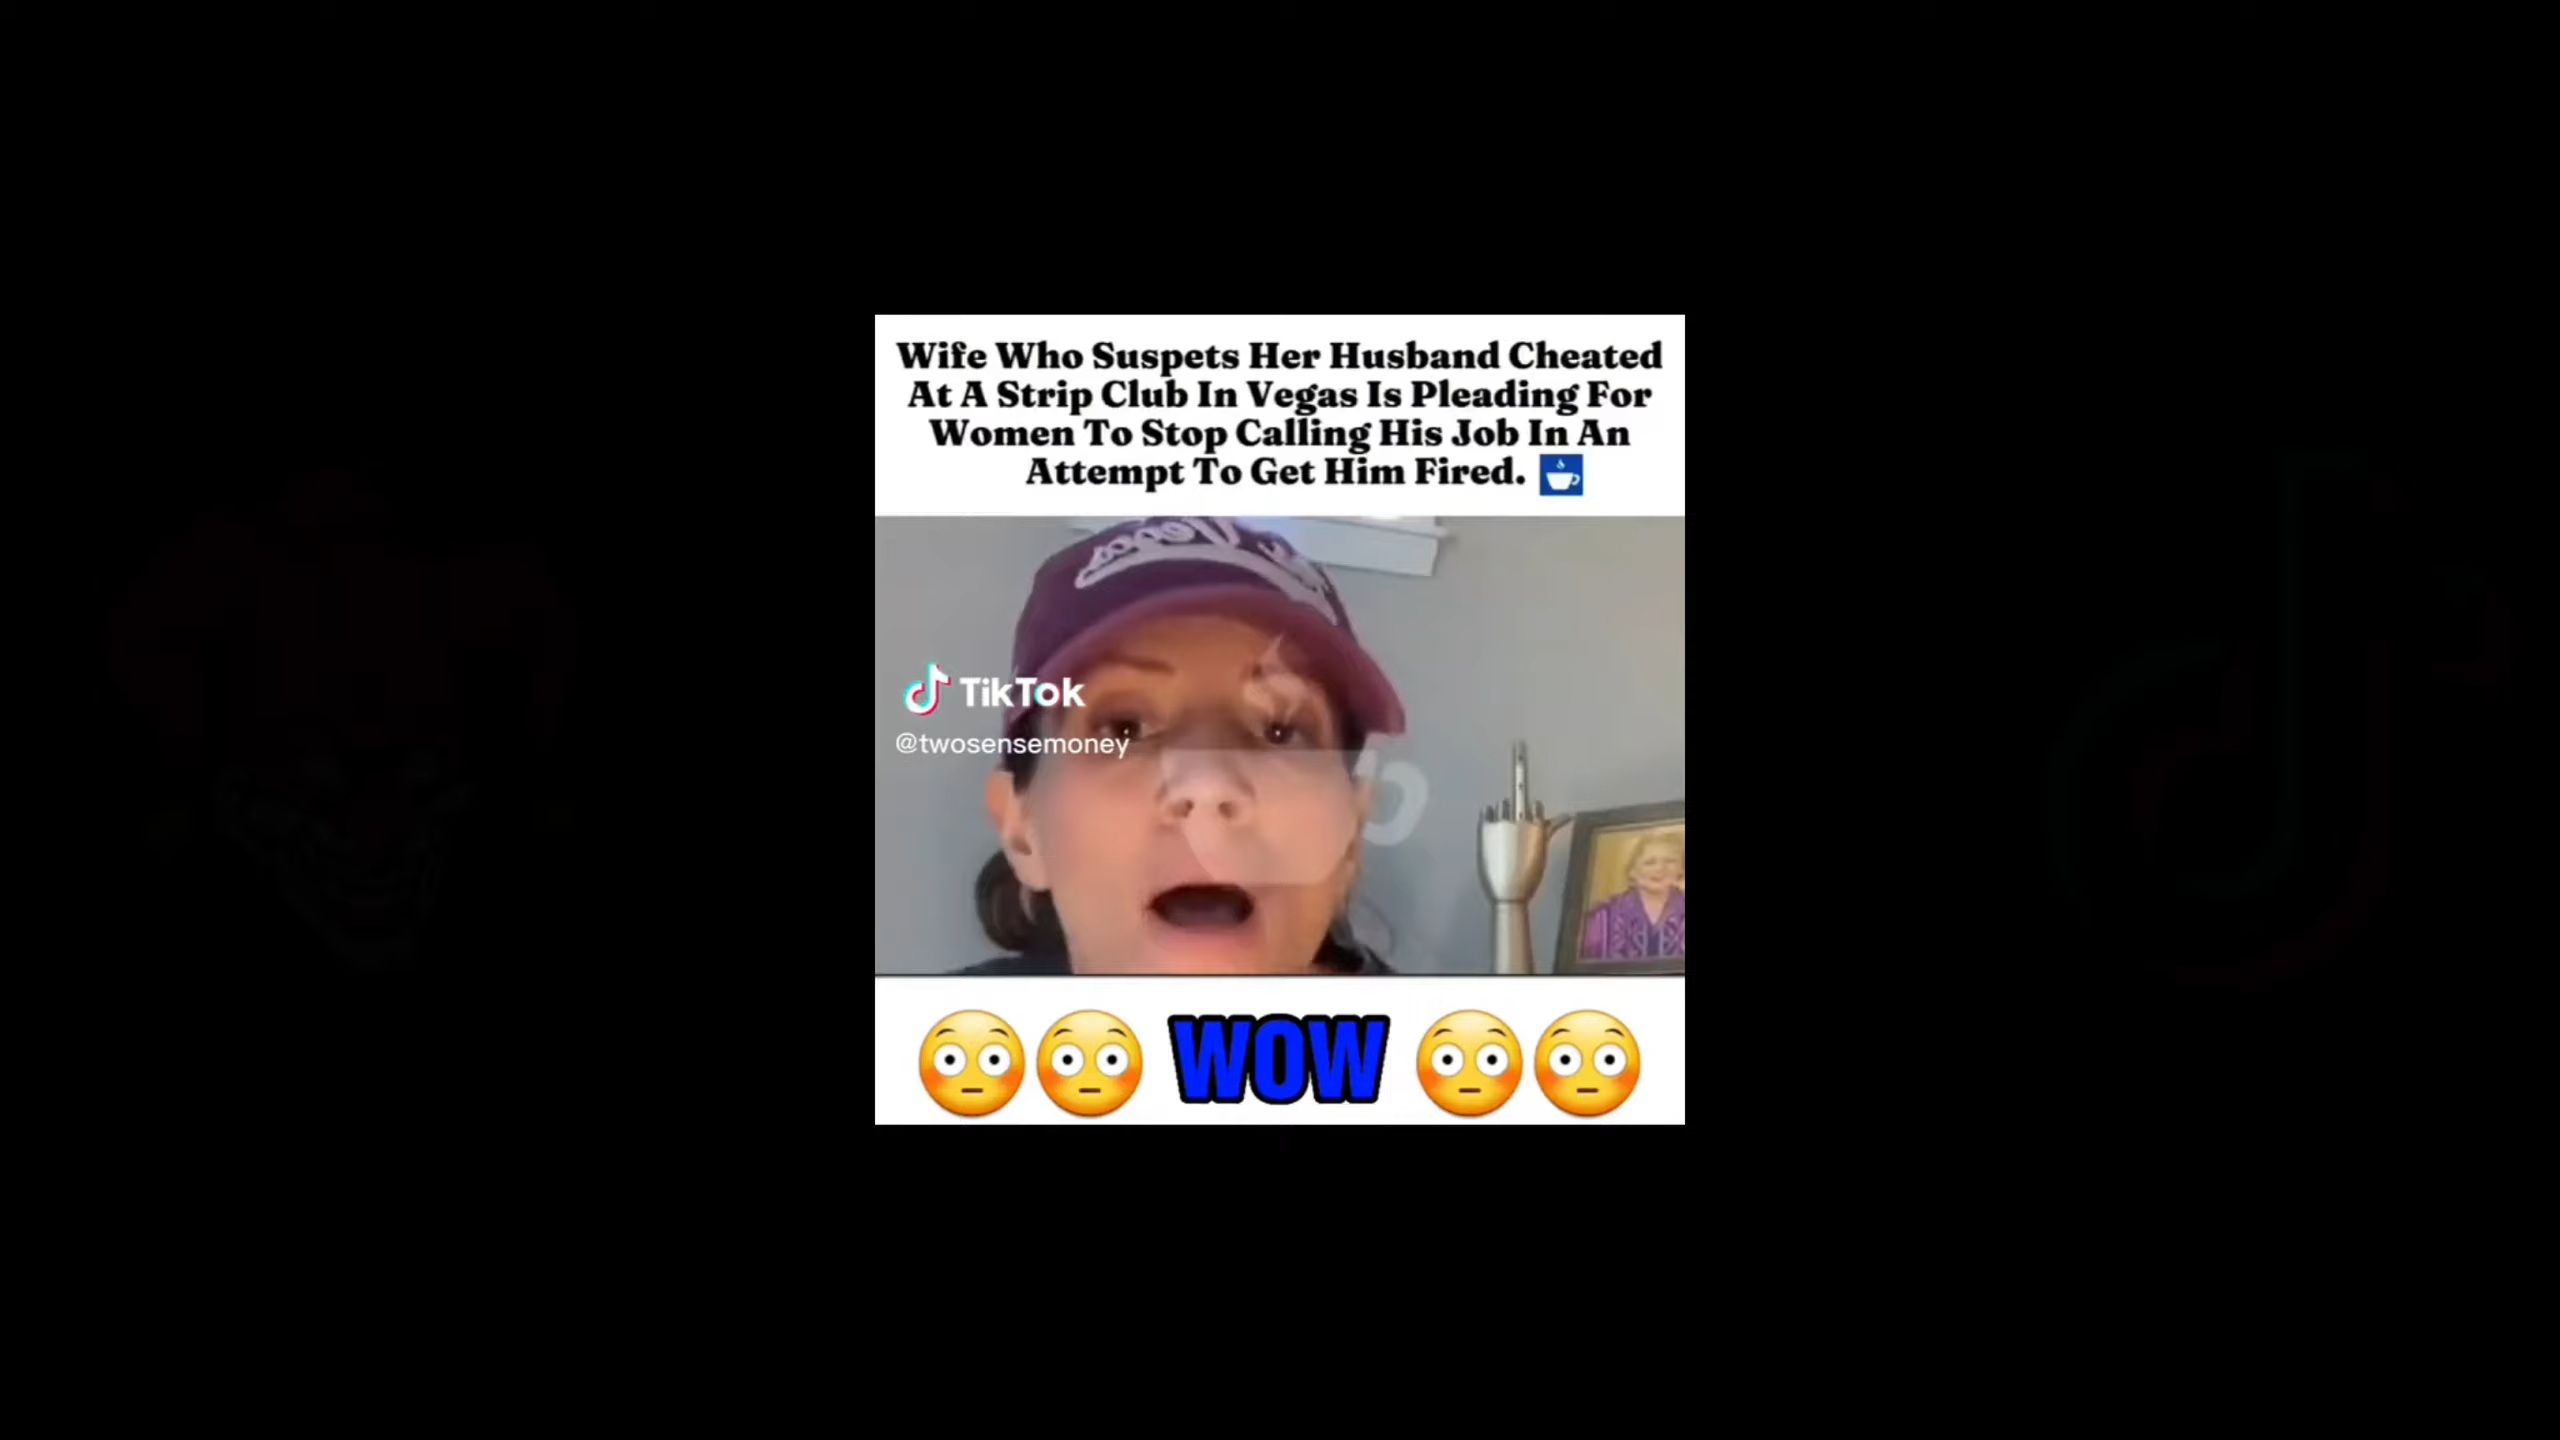 Wife Who Suspets Her Husband Cheated
At A Strip Club In Vegas Is Pleading For
Women To Stop Calling His Job In An
Attempt To Get Him Fired.
Vegas
TikTok
@twosensemoney
WOW